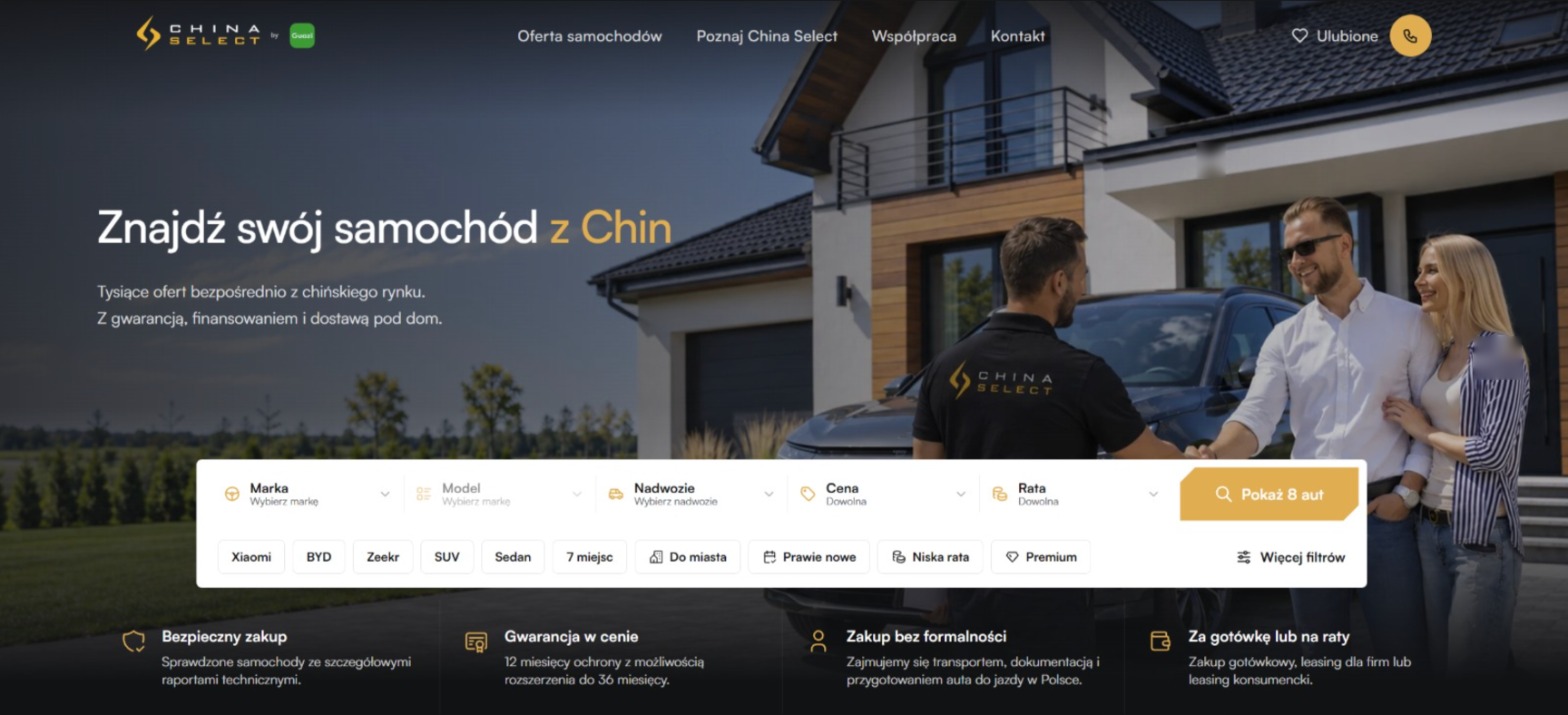 CHINA
SELECT
by
Guazi
Oferta samochodów
Poznaj China Select
Współpraca
Kontakt
Ulubione
Znajdź swój samochód z Chin
Tysiące ofert bezpośrednio z chińskiego rynku.
Z gwarancją, finansowaniem i dostawą pod dom.
CHINA
SELECT
Marka
Wybierz markę
Model
Wybierz markę
Nadwozie
Wybierz nadwozie
Cena
Dowolna
Rata
Dowolna
Pokaż 8 aut
Xiaomi
BYD
Zeekr
SUV
Sedan
7 miejsc
Do miasta
Prawie nowe
Niska rata
Premium
Więcej filtrów
Bezpieczny zakup
Sprawdzone samochody ze szczegółowymi
raportami technicznymi.
Gwarancja w cenie
12 miesięcy ochrony z możliwością
rozszerzenia do 36 miesięcy.
Zakup bez formalności
Zajmujemy się transportem, dokumentacją i
przygotowaniem auta do jazdy w Polsce.
Za gotówkę lub na raty
Zakup gotówkowy, leasing dla firm lub
leasing konsumencki.